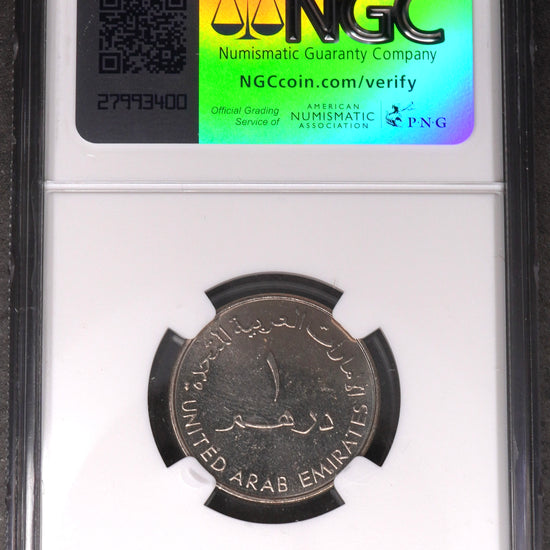 NGC
Numismatic Guaranty Company
NGCcoin.com/verify
27993400
Official Grading
Service of
AMERICAN
NUMISMATIC
ASSOCIATION
P·N·G
الإمارات العربية المتحدة
١
درهم
UNITED ARAB EMIRATES